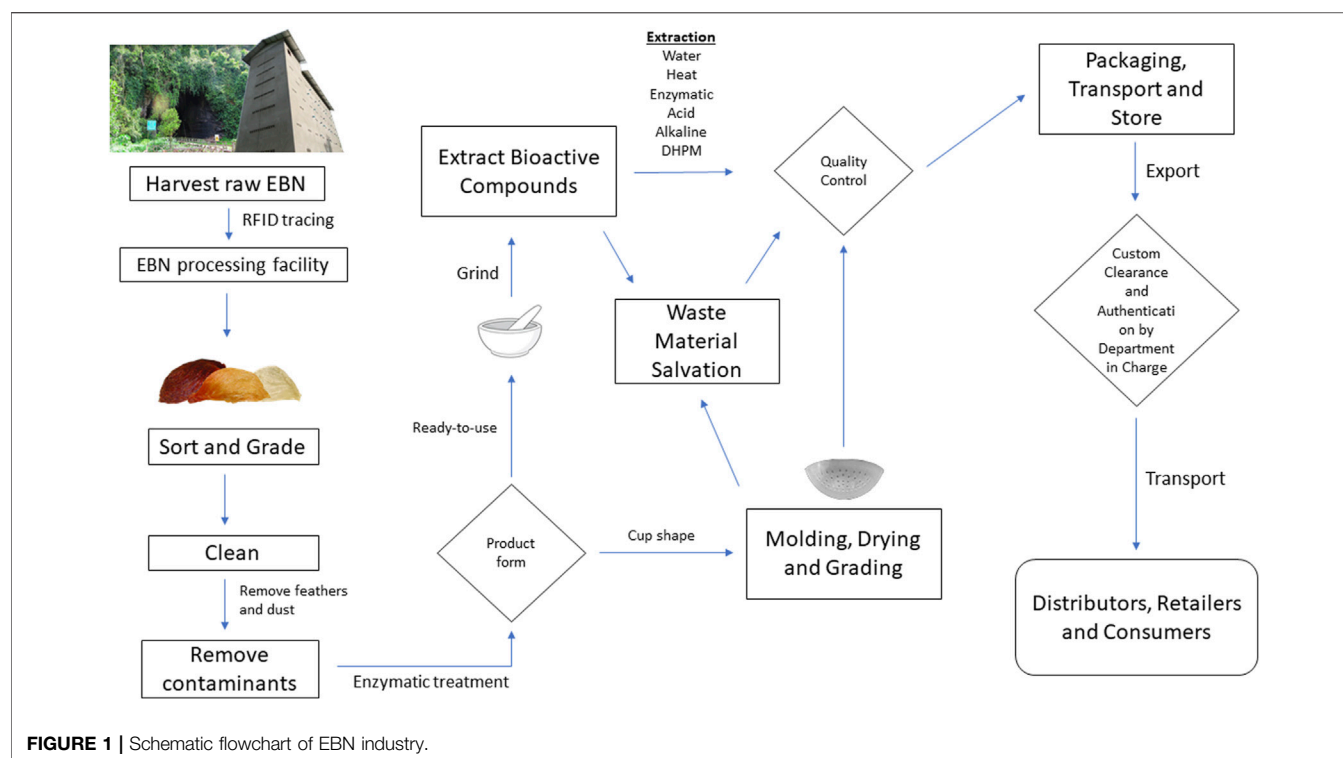 Harvest raw EBN
RFID tracing
EBN processing facility
Sort and Grade
Clean
Remove feathers
and dust
Remove
contaminants
Enzymatic treatment
Product
form
Ready-to-use
Grind
Extract Bioactive
Compounds
Extraction
Water
Heat
Enzymatic
Acid
Alkaline
DHPM
Waste
Material
Salvation
Cup shape
Molding, Drying
and Grading
Quality
Control
Packaging,
Transport and
Store
Export
Custom
Clearance
and
Authenticati
on by
Department
in Charge
Transport
Distributors, Retailers
and Consumers
FIGURE 1 | Schematic flowchart of EBN industry.